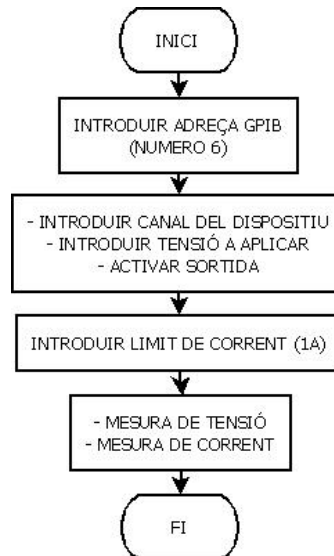 INICI
INTRODUIR ADREÇA GPIB
(NUMERO 6)
- INTRODUIR CANAL DEL DISPOSITIU
- INTRODUIR TENSIÓ A APLICAR
- ACTIVAR SORTIDA
INTRODUIR LIMIT DE CORRENT (1A)
- MESURA DE TENSIÓ
- MESURA DE CORRENT
FI